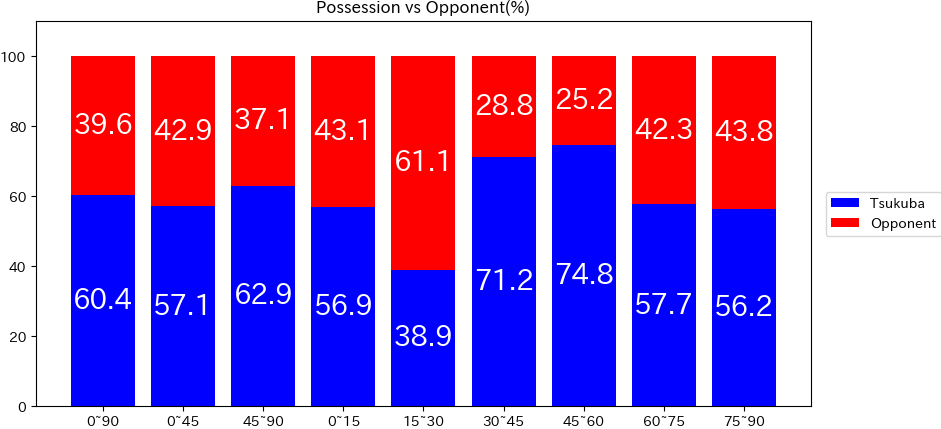 Possession vs Opponent(%)
100
80
60
40
20
0
39.6 42.9 37.1 43.1 61.1 28.8 25.2 42.3 43.8
60.4 57.1 62.9 56.9 38.9 71.2 74.8 57.7 56.2
0~90 0~45 45~90 0~15 15~30 30~45 45~60 60~75 75~90
Tsukuba
Opponent